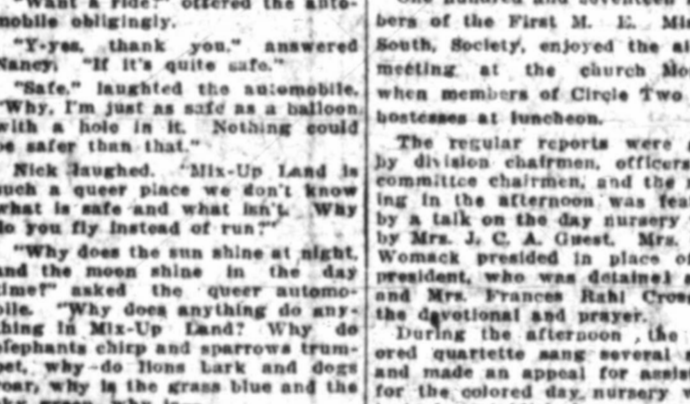 "Want a ride?" offered the auto-
mobile obligingly.
"Y-yes, thank you," answered
Nancy. "If it's quite safe."
"Safe." laughted the automobile.
"Why, I'm just as safe as a balloon
with a hole in it. Nothing could
be safer than that."
Nick laughed. "Mix-Up Land is
such a queer place we don't know
what is safe and what isn't. Why
do you fly instead of run?"
"Why does the sun shine at night,
and the moon shine in the day
time?" asked the queer automo-
bile. "Why does anything do any-
thing in Mix-Up Land? Why do
elephants chirp and sparrows trum-
pet, why do lions bark and dogs
roar, why is the grass blue and the
One hundred and seventeen
bers of the First M. E.
South, Society, enjoyed the
meeting at the church
when members of Circle Two
hostesses at luncheon.
The regular reports were
by division chairmen, officers
committee chairmen, and the
ing in the afternoon was
by a talk on the day nursery
by Mrs. J. C. A. Guest. Mrs.
Womack presided in place of
president, who was detained
and Mrs. Frances Rahl
the devotional and prayer.
During the afternoon, the
ored quartette sang several
and made an appeal for
for the colored day nursery